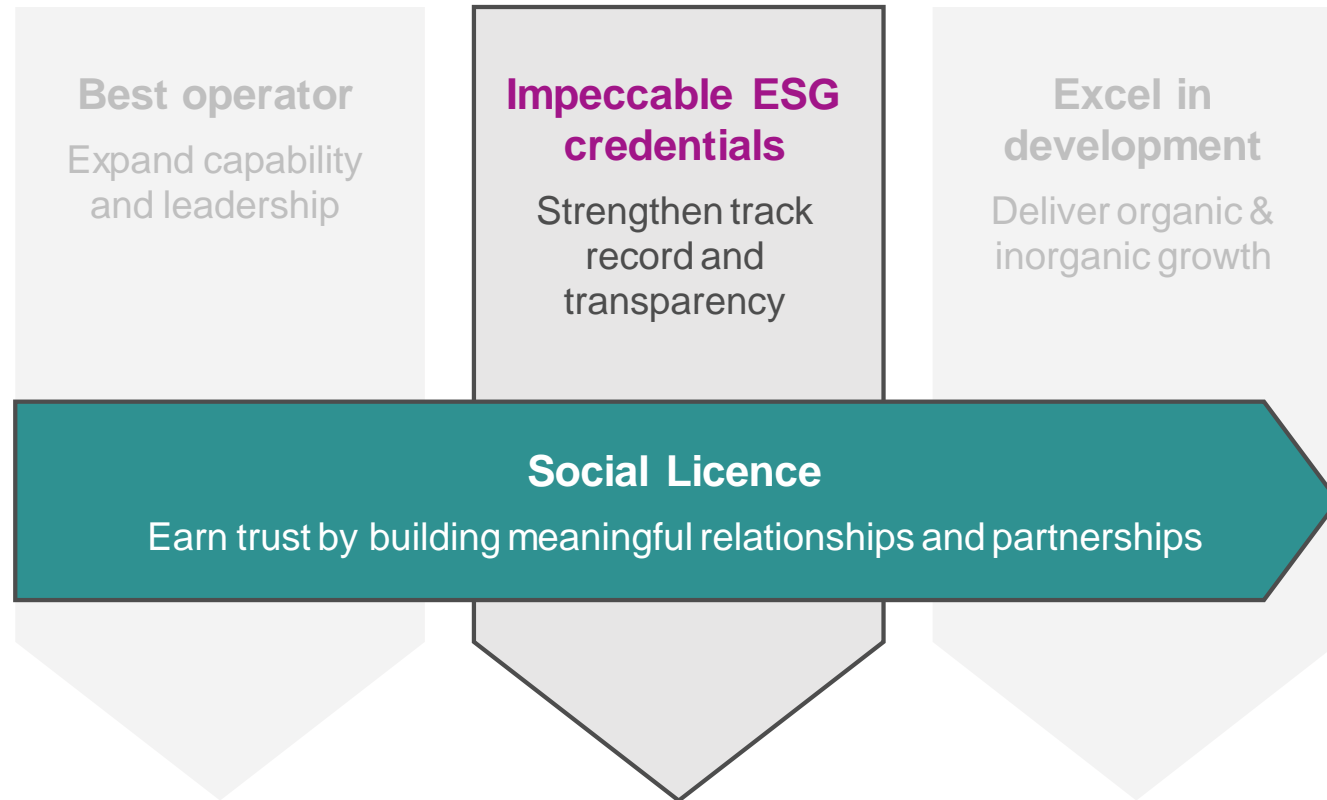 Best operator
Expand capability
and leadership
Impeccable ESG
credentials
Strengthen track
record and
transparency
Excel in
development
Deliver organic &
inorganic growth
Social Licence
Earn trust by building meaningful relationships and partnerships